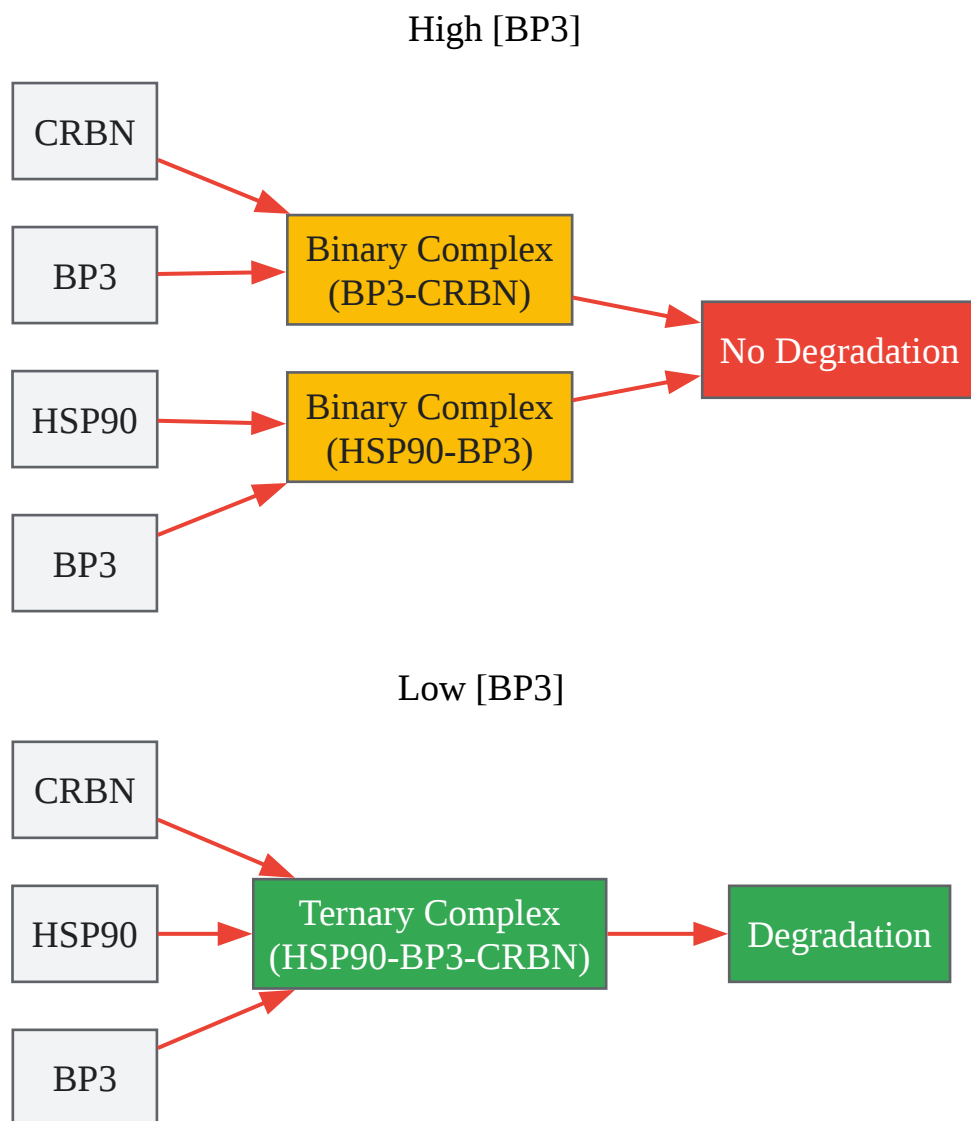 High [BP3]
CRBN
BP3
HSP90
BP3
Binary Complex
(BP3-CRBN)
Binary Complex
(HSP90-BP3)
No Degradation
Low [BP3]
CRBN
HSP90
BP3
Ternary Complex
(HSP90-BP3-CRBN)
Degradation